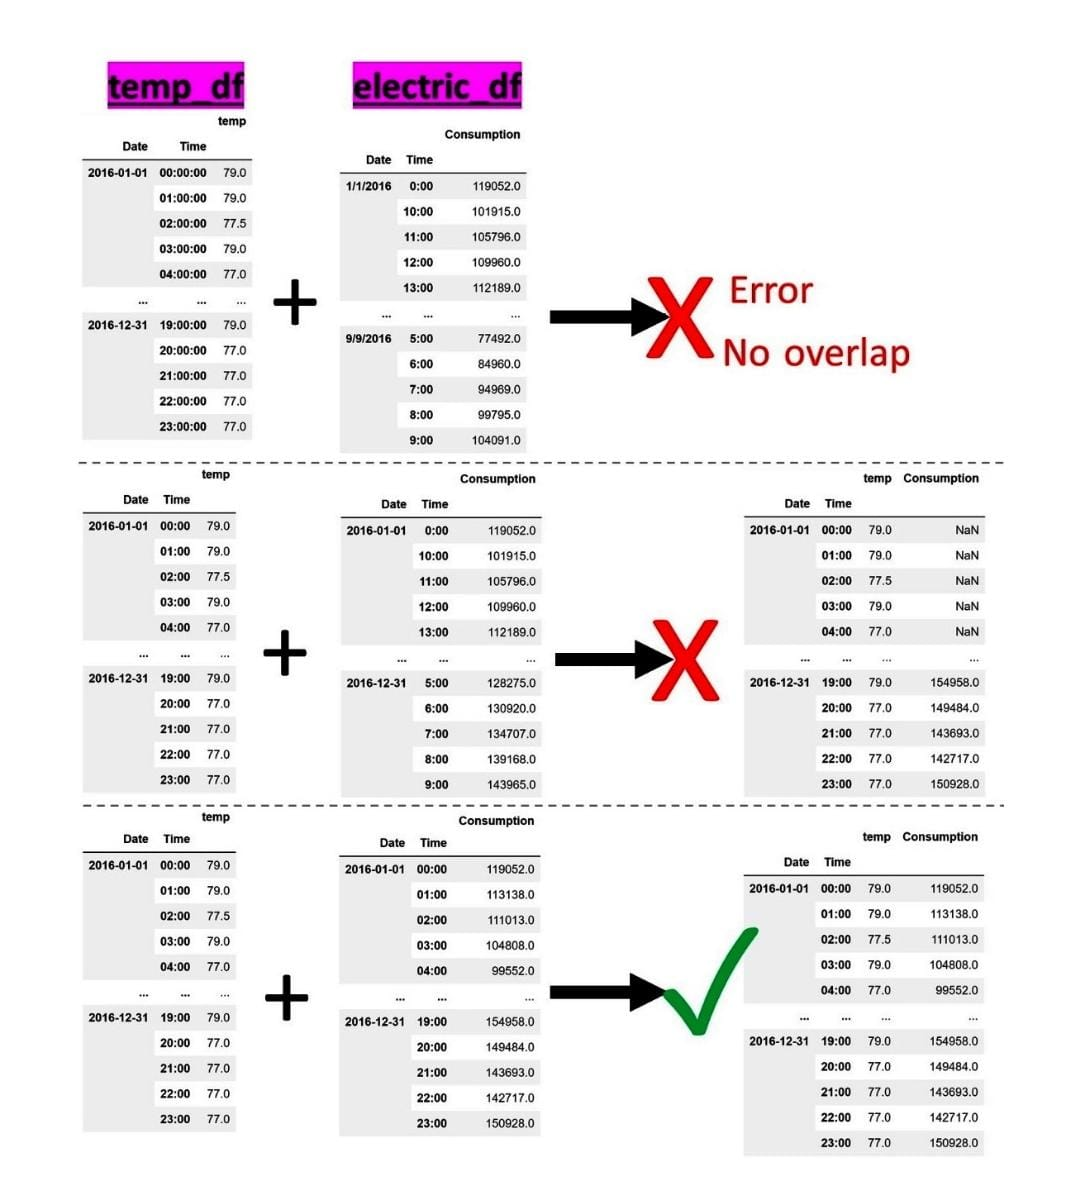 temp_df electric_df
temp
Consumption
Date Time
Date Time
2016-01-01 00:00:00 79.0
01:00:00 79.0
02:00:00 77.5
03:00:00 79.0
04:00:00 77.0
... ... ...
2016-12-31 19:00:00 79.0
20:00:00 77.0
21:00:00 77.0
22:00:00 77.0
23:00:00 77.0
+
1/1/2016 0:00 119052.0
10:00 101915.0
11:00 105796.0
12:00 109960.0
13:00 112189.0
... ... ...
9/9/2016 5:00 77492.0
6:00 84960.0
7:00 94969.0
8:00 99795.0
9:00 104091.0
X Error
No overlap
temp
Date Time
2016-01-01 00:00 79.0
01:00 79.0
02:00 77.5
03:00 79.0
04:00 77.0
... ... ...
2016-12-31 19:00 79.0
20:00 77.0
21:00 77.0
22:00 77.0
23:00 77.0
+
Consumption
Date Time
2016-01-01 0:00 119052.0
10:00 101915.0
11:00 105796.0
12:00 109960.0
13:00 112189.0
... ... ...
2016-12-31 5:00 128275.0
6:00 130920.0
7:00 134707.0
8:00 139168.0
9:00 143965.0
X
temp Consumption
Date Time
2016-01-01 00:00 79.0 NaN
01:00 79.0 NaN
02:00 77.5 NaN
03:00 79.0 NaN
04:00 77.0 NaN
... ... ... ...
2016-12-31 19:00 79.0 154958.0
20:00 77.0 149484.0
21:00 77.0 143693.0
22:00 77.0 142717.0
23:00 77.0 150928.0
temp
Date Time
2016-01-01 00:00 79.0
01:00 79.0
02:00 77.5
03:00 79.0
04:00 77.0
... ... ...
2016-12-31 19:00 79.0
20:00 77.0
21:00 77.0
22:00 77.0
23:00 77.0
+
Consumption
Date Time
2016-01-01 00:00 119052.0
01:00 113138.0
02:00 111013.0
03:00 104808.0
04:00 99552.0
... ... ...
2016-12-31 19:00 154958.0
20:00 149484.0
21:00 143693.0
22:00 142717.0
23:00 150928.0
temp Consumption
Date Time
2016-01-01 00:00 79.0 119052.0
01:00 79.0 113138.0
02:00 77.5 111013.0
03:00 79.0 104808.0
04:00 77.0 99552.0
... ... ... ...
2016-12-31 19:00 79.0 154958.0
20:00 77.0 149484.0
21:00 77.0 143693.0
22:00 77.0 142717.0
23:00 77.0 150928.0